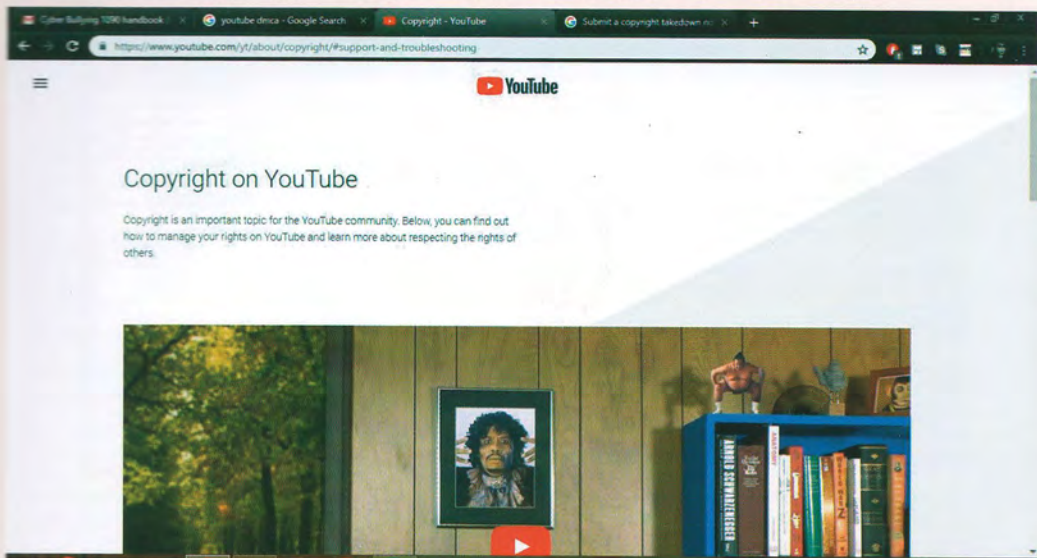 Cyber Bullying 1090 handbook
youtube dmca - Google Search
Copyright - YouTube
Submit a copyright takedown no
https://www.youtube.com/yt/about/copyright/#support-and-troubleshooting
YouTube
Copyright on YouTube
Copyright is an important topic for the YouTube community. Below, you can find out
how to manage your rights on YouTube and learn more about respecting the rights of
others.
ARNOLD SCHWARZENEGGER
ANATOMY